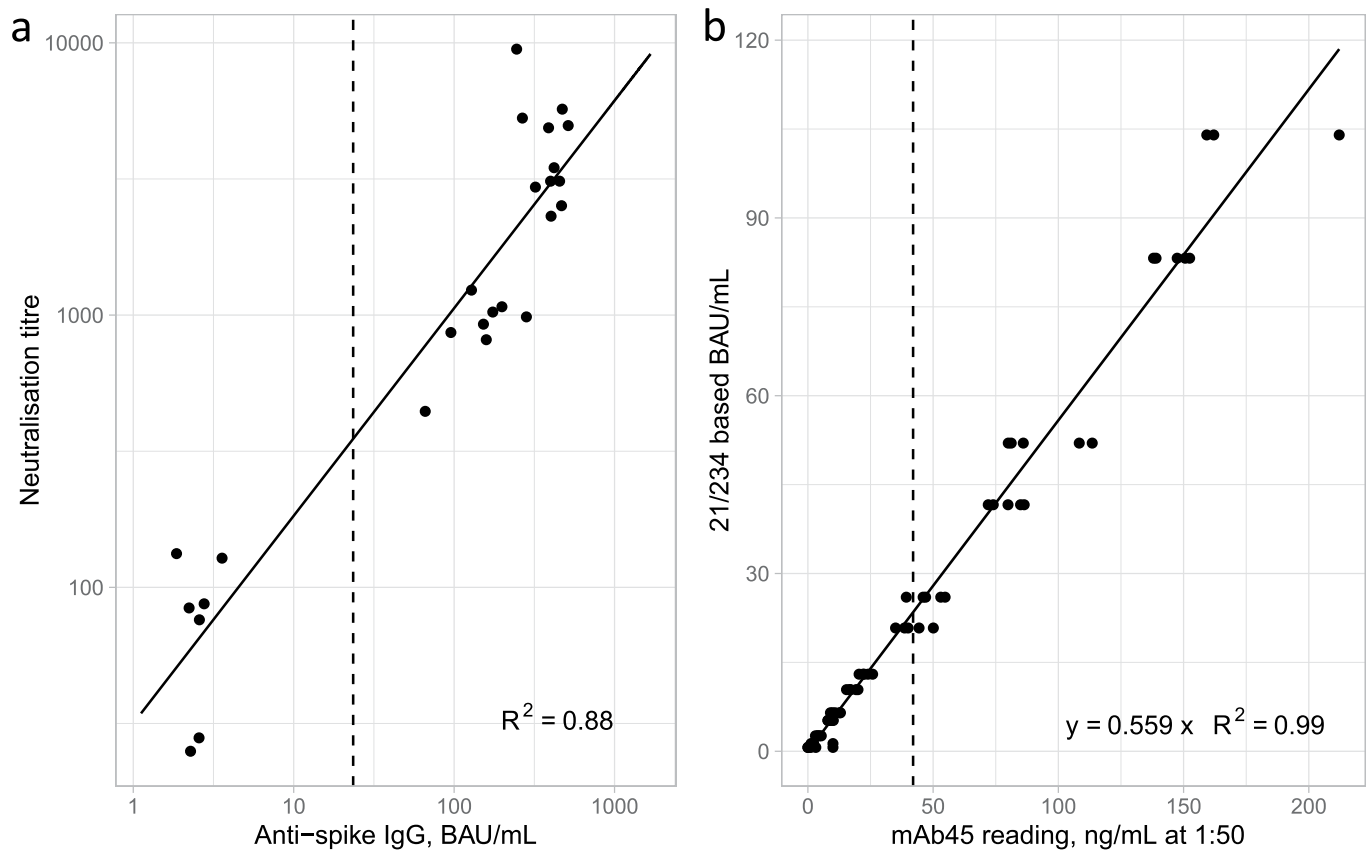 a
Neutralisation titre
10000
1000
100
R² = 0.88
1 10 100 1000
Anti−spike IgG, BAU/mL
b
21/234 based BAU/mL
120
90
60
30
0
y = 0.559 x R² = 0.99
0 50 100 150 200
mAb45 reading, ng/mL at 1:50